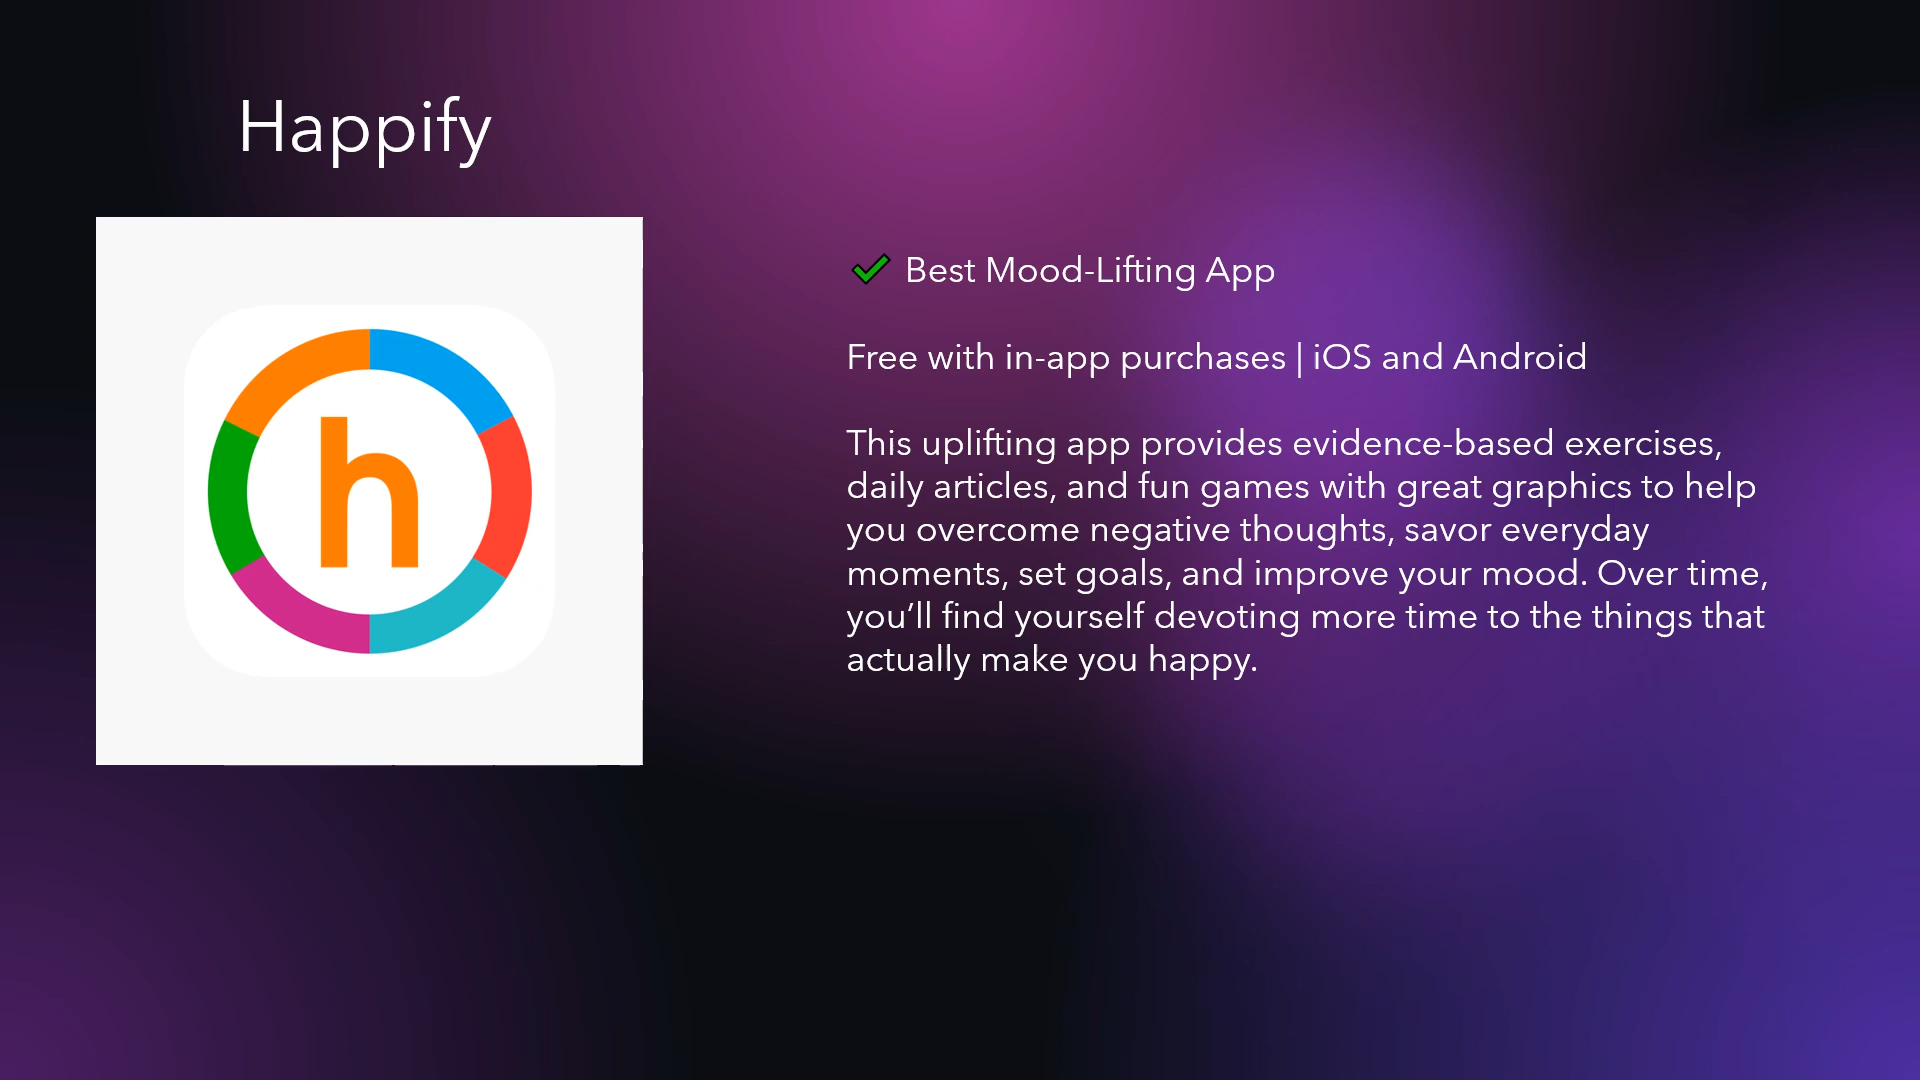 Happify
h
Best Mood-Lifting App
Free with in-app purchases | iOS and Android
This uplifting app provides evidence-based exercises,
daily articles, and fun games with great graphics to help
you overcome negative thoughts, savor everyday
moments, set goals, and improve your mood. Over time,
you’ll find yourself devoting more time to the things that
actually make you happy.